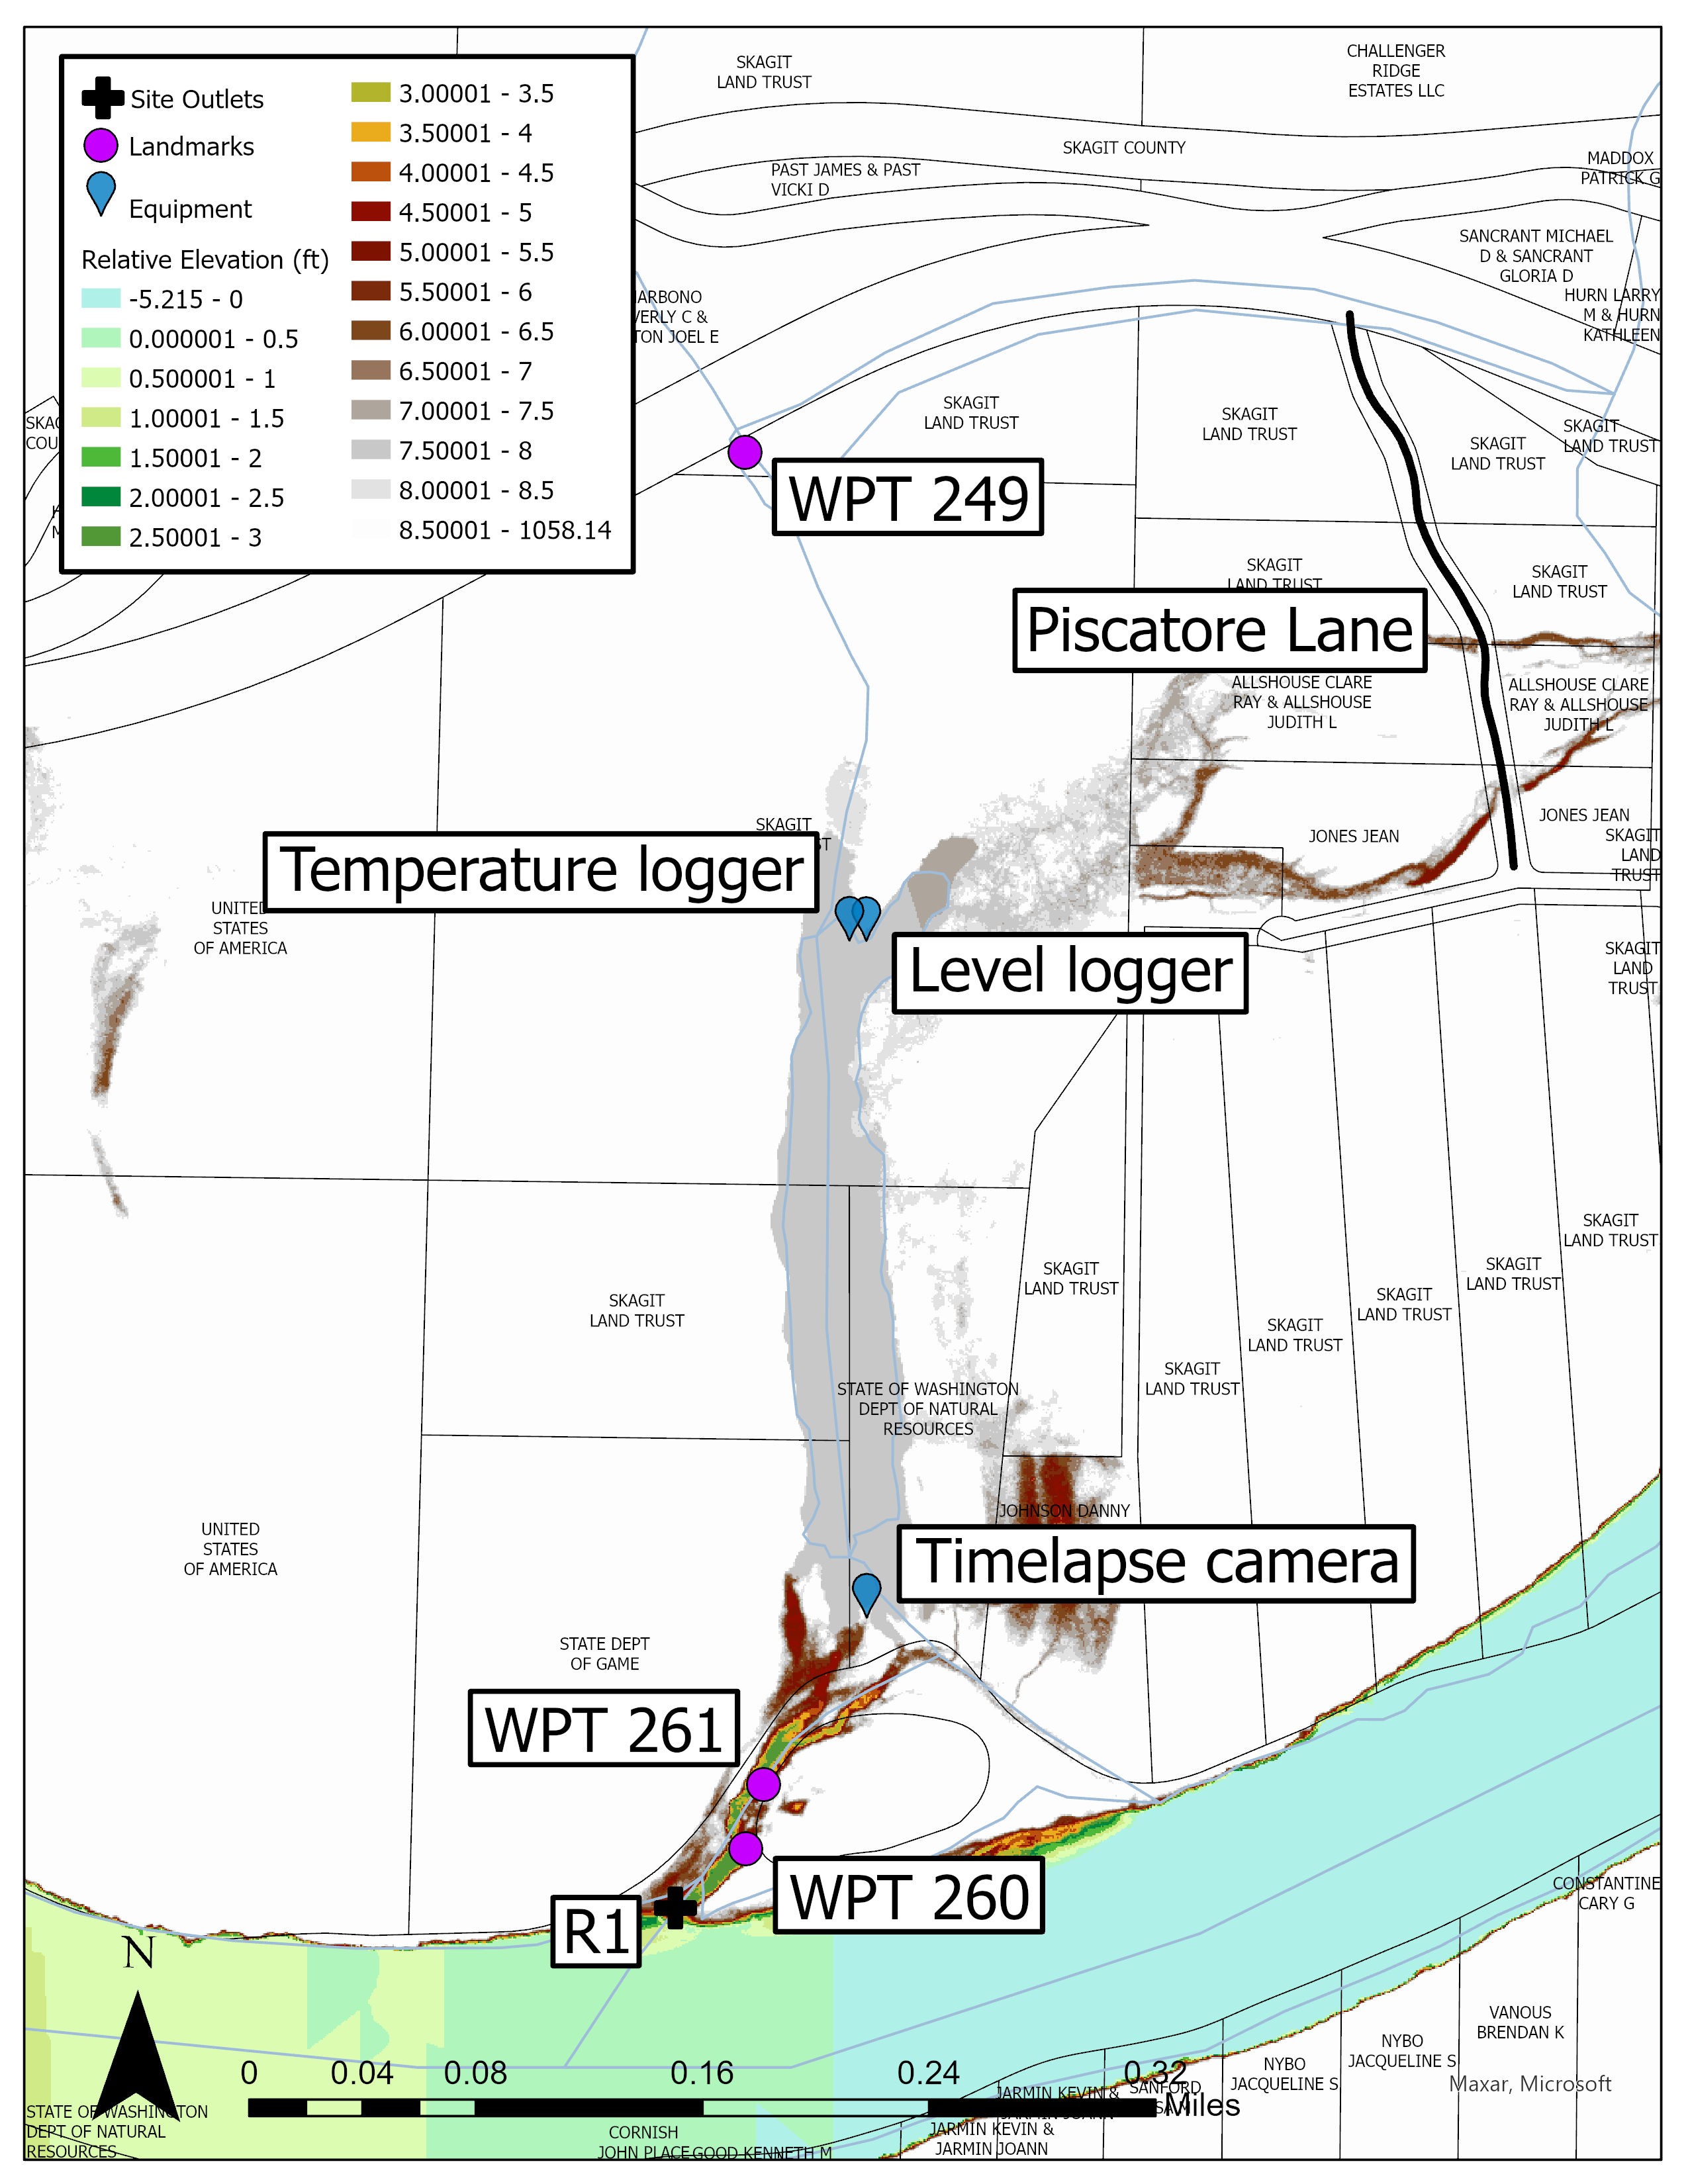 Site Outlets
Landmarks
Equipment
Relative Elevation (ft)
-5.215 - 0
0.000001 - 0.5
0.500001 - 1
1.00001 - 1.5
1.50001 - 2
2.00001 - 2.5
2.50001 - 3
3.00001 - 3.5
3.50001 - 4
4.00001 - 4.5
4.50001 - 5
5.00001 - 5.5
5.50001 - 6
6.00001 - 6.5
6.50001 - 7
7.00001 - 7.5
7.50001 - 8
8.00001 - 8.5
8.50001 - 1058.14
SKAGIT
LAND TRUST
CHALLENGER
RIDGE
ESTATES LLC
SKAGIT COUNTY
PAST JAMES & PAST
VICKI D
MADDOX
PATRICK G
SANCRANT MICHAEL
D & SANCRANT
GLORIA D
HURN LARRY
M & HURN
KATHLEEN
ARBONO
VERLY C &
TON JOEL E
SKAGIT
LAND TRUST
SKAGIT
LAND TRUST
SKAGIT
LAND TRUST
SKAGIT
LAND TRUST
WPT 249
SKAGIT
LAND TRUST
SKAGIT
LAND TRUST
Piscatore Lane
ALLSHOUSE CLARE
RAY & ALLSHOUSE
JUDITH L
ALLSHOUSE CLARE
RAY & ALLSHOUSE
JUDITH L
SKAGIT
Temperature logger
JONES JEAN
JONES JEAN
SKAGIT
LAND
TRUST
UNITED
STATES
OF AMERICA
Level logger
SKAGIT
LAND
TRUST
SKAGIT
LAND TRUST
SKAGIT
LAND TRUST
SKAGIT
LAND TRUST
SKAGIT
LAND TRUST
SKAGIT
LAND TRUST
SKAGIT
LAND TRUST
SKAGIT
LAND TRUST
STATE OF WASHINGTON
DEPT OF NATURAL
RESOURCES
JOHNSON DANNY
UNITED
STATES
OF AMERICA
Timelapse camera
STATE DEPT
OF GAME
WPT 261
WPT 260
R1
CONSTANTINE
CARY G
N
VANOUS
BRENDAN K
NYBO
JACQUELINE S
NYBO
JACQUELINE S
0 0.04 0.08 0.16 0.24 0.32
Miles
Maxar, Microsoft
JARMIN KEVIN &
SANFORD
STATE OF WASHINGTON
DEPT OF NATURAL
RESOURCES
CORNISH
JOHN PLACE
GOOD KENNETH M
JARMIN KEVIN &
JARMIN JOANN